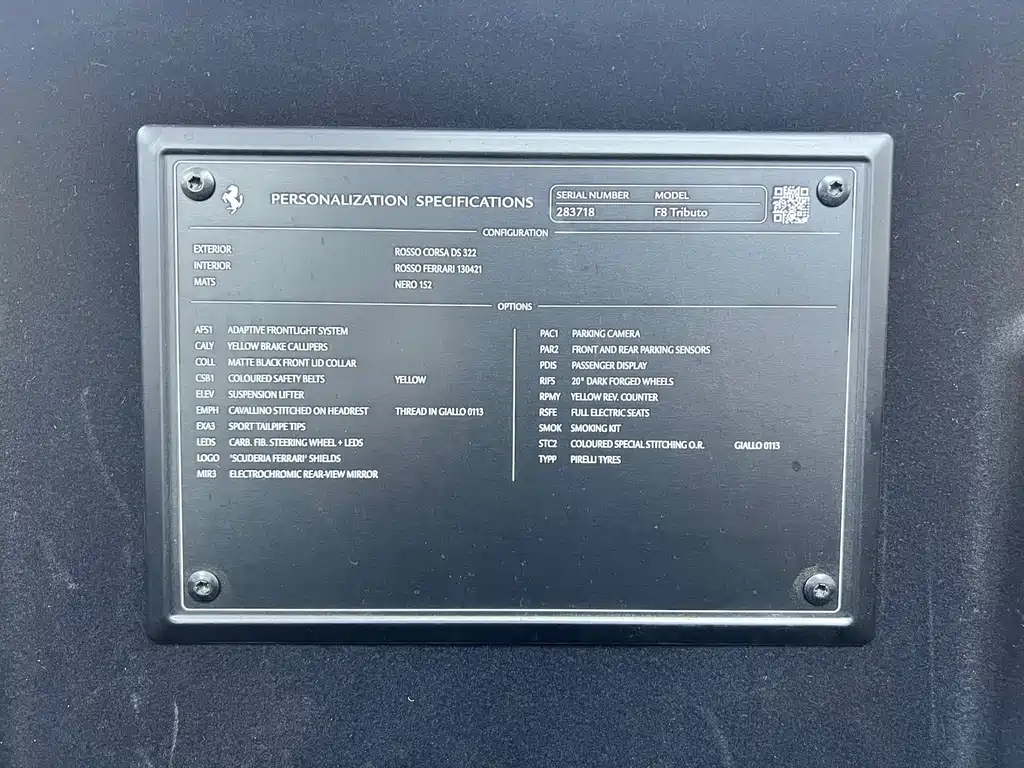 PERSONALIZATION SPECIFICATIONS
SERIAL NUMBER MODEL
283718 F8 Tributo
CONFIGURATION
EXTERIOR ROSSO CORSA DS 322
INTERIOR ROSSO FERRARI 130421
MATS NERO 152
OPTIONS
AFS1 ADAPTIVE FRONTLIGHT SYSTEM
CALY YELLOW BRAKE CALLIPERS
COLL MATTE BLACK FRONT LID COLLAR
CSB1 COLOURED SAFETY BELTS YELLOW
ELEV SUSPENSION LIFTER
EMPH CAVALLINO STITCHED ON HEADREST THREAD IN GIALLO 0113
EXA3 SPORT TAILPIPE TIPS
LEDS CARB. FIB. STEERING WHEEL + LEDS
LOGO "SCUDERIA FERRARI" SHIELDS
MIR3 ELECTROCHROMIC REAR-VIEW MIRROR
PAC1 PARKING CAMERA
PAR2 FRONT AND REAR PARKING SENSORS
PDIS PASSENGER DISPLAY
RIF5 20" DARK FORGED WHEELS
RPMY YELLOW REV. COUNTER
RSFE FULL ELECTRIC SEATS
SMOK SMOKING KIT
STC2 COLOURED SPECIAL STITCHING O.R. GIALLO 0113
TYPP PIRELLI TYRES